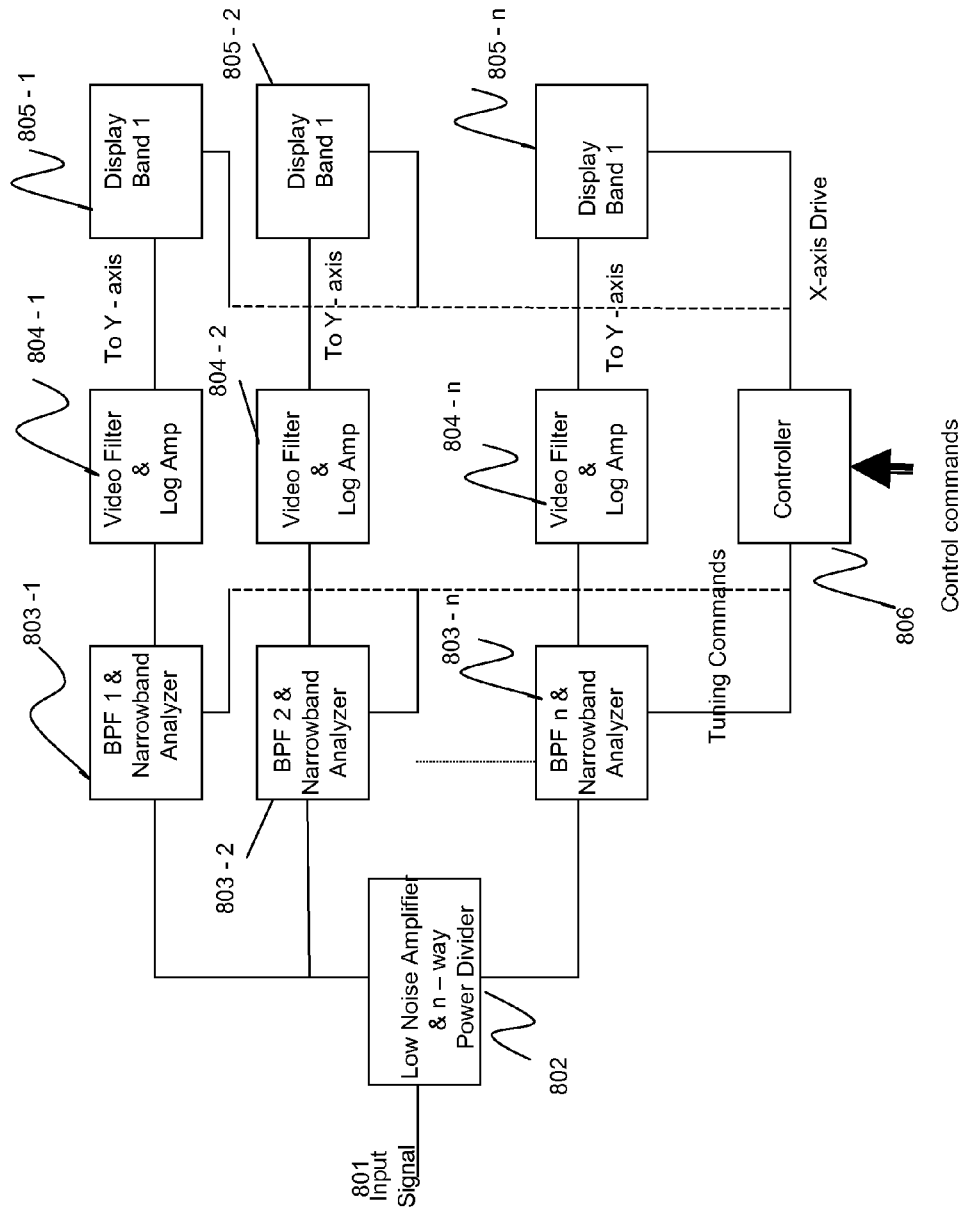 805 - 1
805 - 2
805 - n
Display
Band 1
Display
Band 1
Display
Band 1
To Y - axis
To Y - axis
To Y - axis
X-axis Drive
804 - 1
804 - 2
804 - n
Video Filter
&
Log Amp
Video Filter
&
Log Amp
Video Filter
&
Log Amp
Controller
Control commands
806
803 -1
803 - 2
803 - n
BPF 1 &
Narrowband
Analyzer
BPF 2 &
Narrowband
Analyzer
BPF n &
Narrowband
Analyzer
Tuning Commands
Low Noise Amplifier
& n – way
Power Divider
802
801
Input
Signal